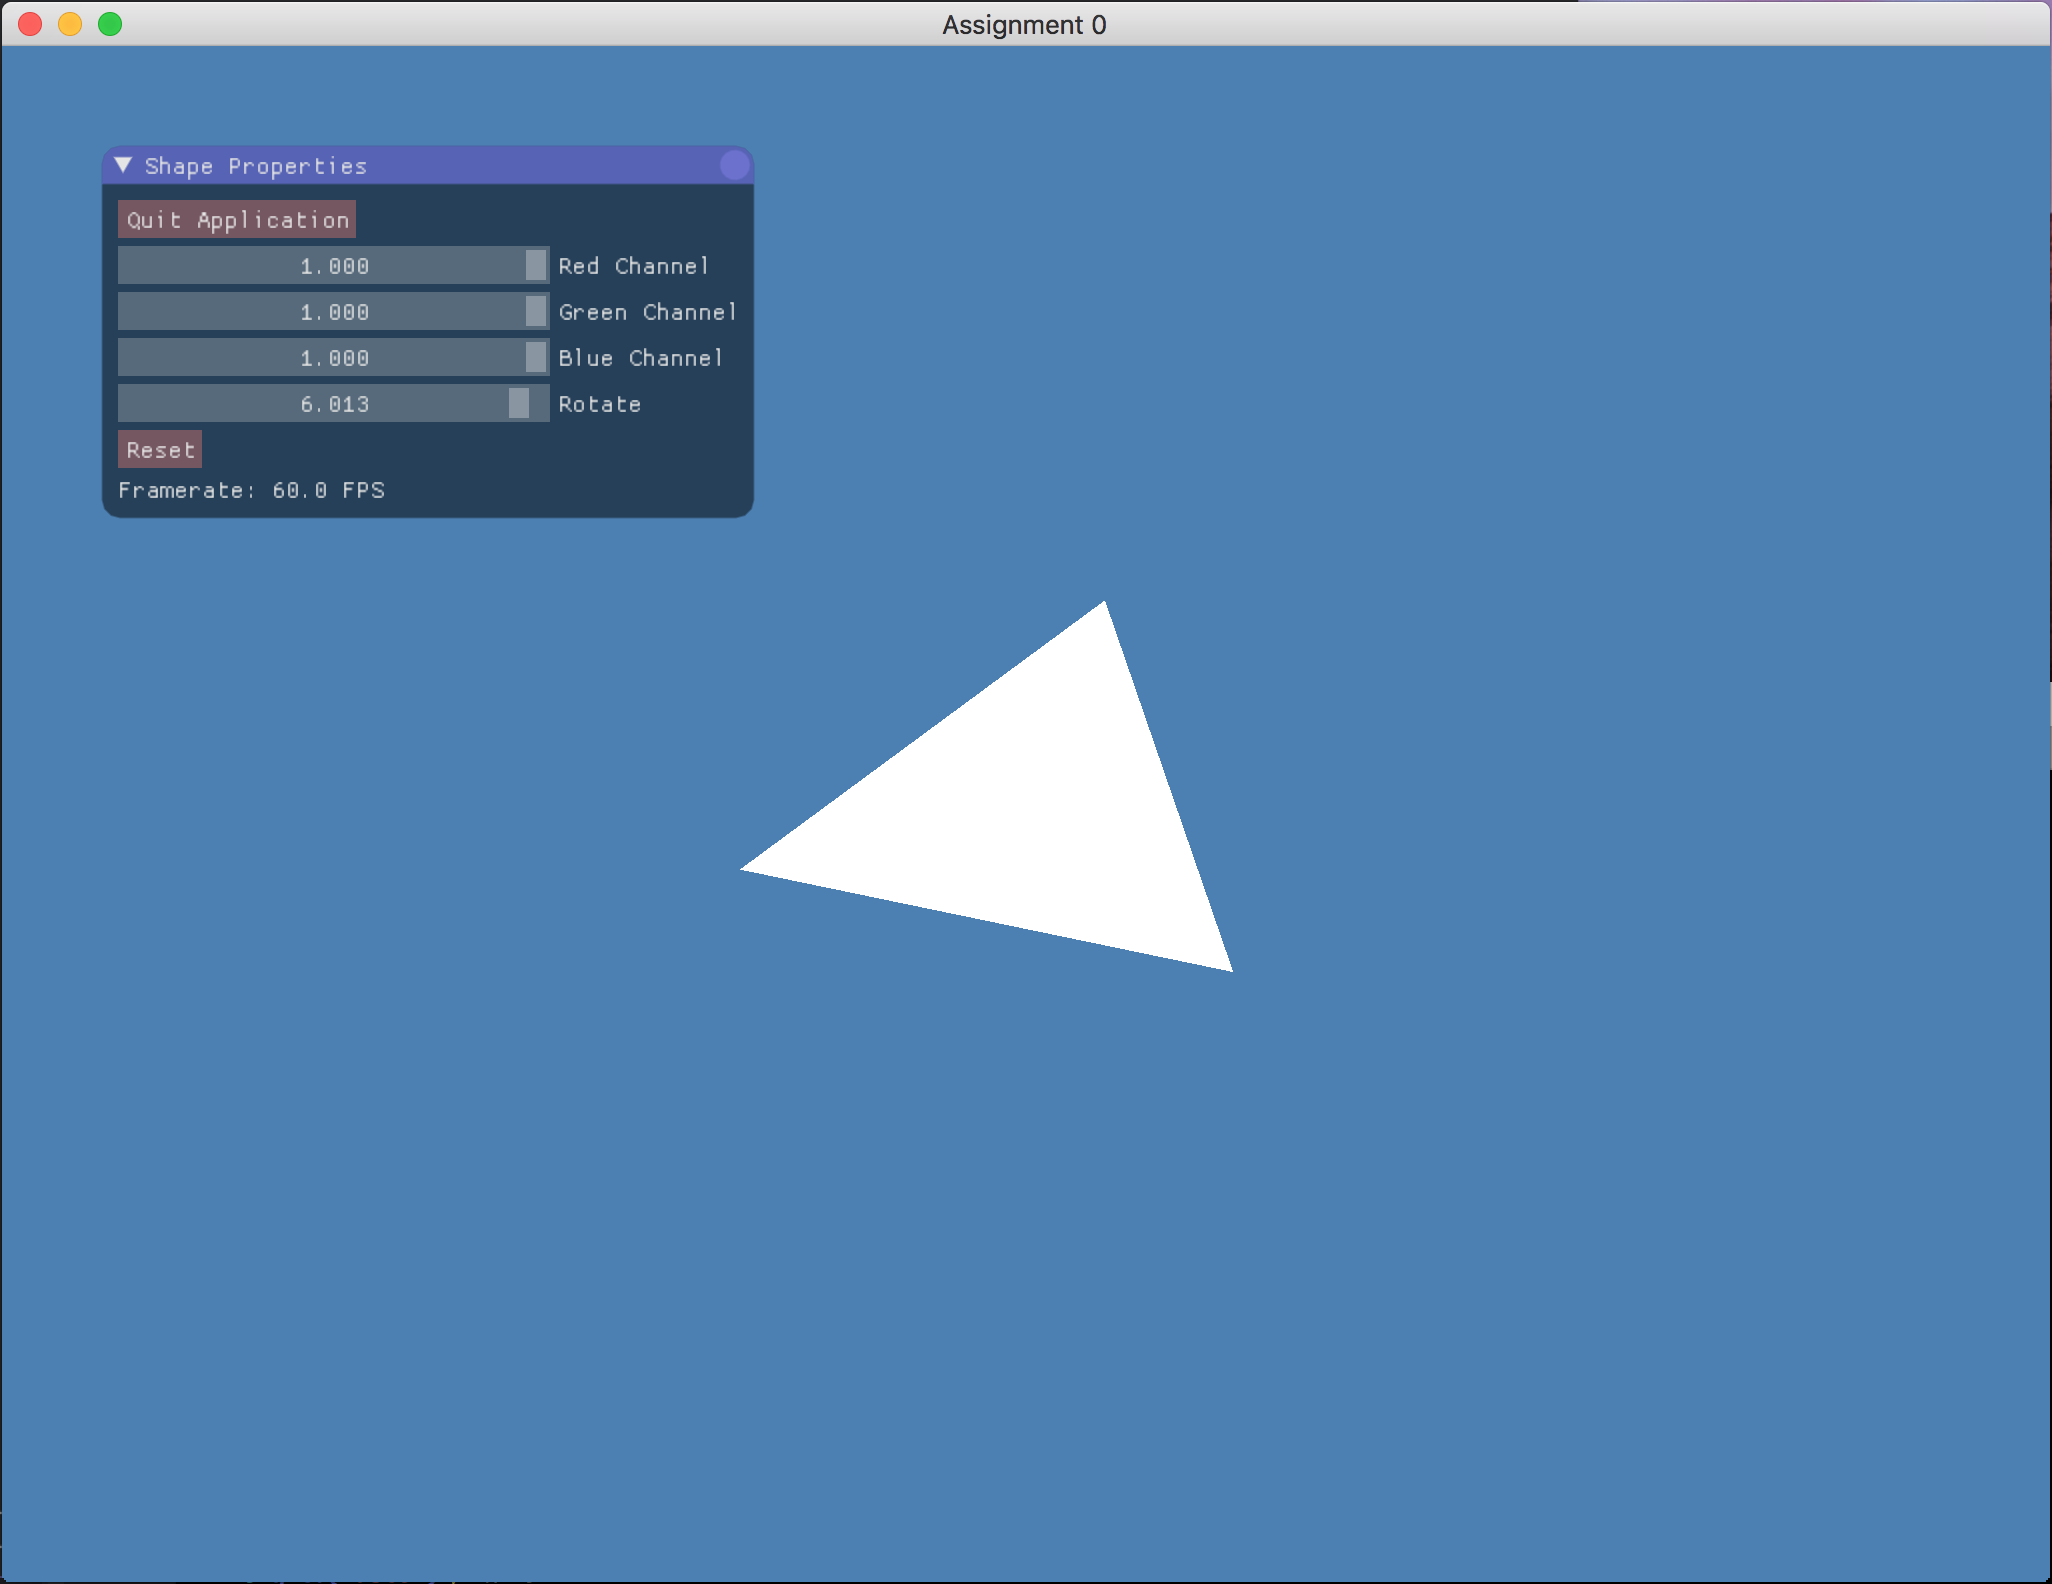 Assignment 0
Shape Properties
Quit Application
1.000 Red Channel
1.000 Green Channel
1.000 Blue Channel
6.013 Rotate
Reset
Framerate: 60.0 FPS